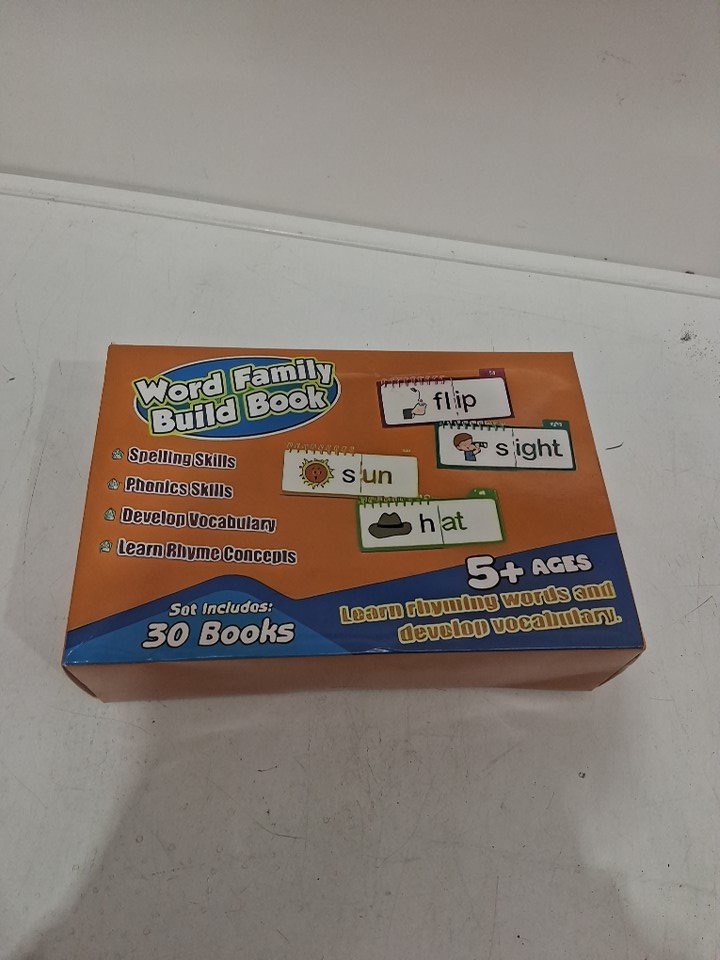 Word Family
Build Book
Spelling Skills
Phonics Skills
Develop Vocabulary
Learn Rhyme Concepts
flip
sight
sun
hat
5+ AGES
Learn rhyming words and
develop vocabulary.
Set Includes:
30 Books